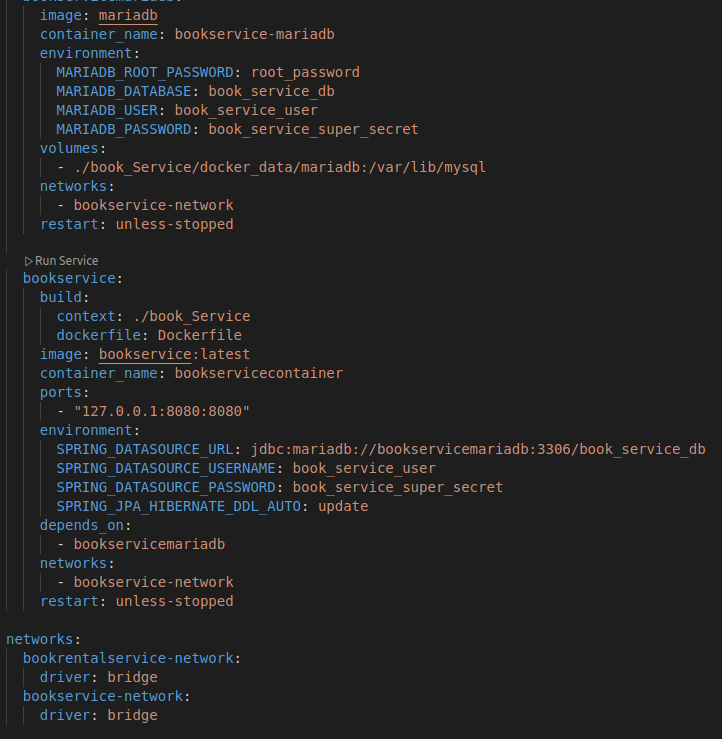 bookservicemariadb:
image: mariadb
container_name: bookservice-mariadb
environment:
MARIADB_ROOT_PASSWORD: root_password
MARIADB_DATABASE: book_service_db
MARIADB_USER: book_service_user
MARIADB_PASSWORD: book_service_super_secret
volumes:
- ./book_Service/docker_data/mariadb:/var/lib/mysql
networks:
- bookservice-network
restart: unless-stopped
Run Service
bookservice:
build:
context: ./book_Service
dockerfile: Dockerfile
image: bookservice:latest
container_name: bookservicecontainer
ports:
- "127.0.0.1:8080:8080"
environment:
SPRING_DATASOURCE_URL: jdbc:mariadb://bookservicemariadb:3306/book_service_db
SPRING_DATASOURCE_USERNAME: book_service_user
SPRING_DATASOURCE_PASSWORD: book_service_super_secret
SPRING_JPA_HIBERNATE_DDL_AUTO: update
depends_on:
- bookservicemariadb
networks:
- bookservice-network
restart: unless-stopped
networks:
bookrentalservice-network:
driver: bridge
bookservice-network:
driver: bridge